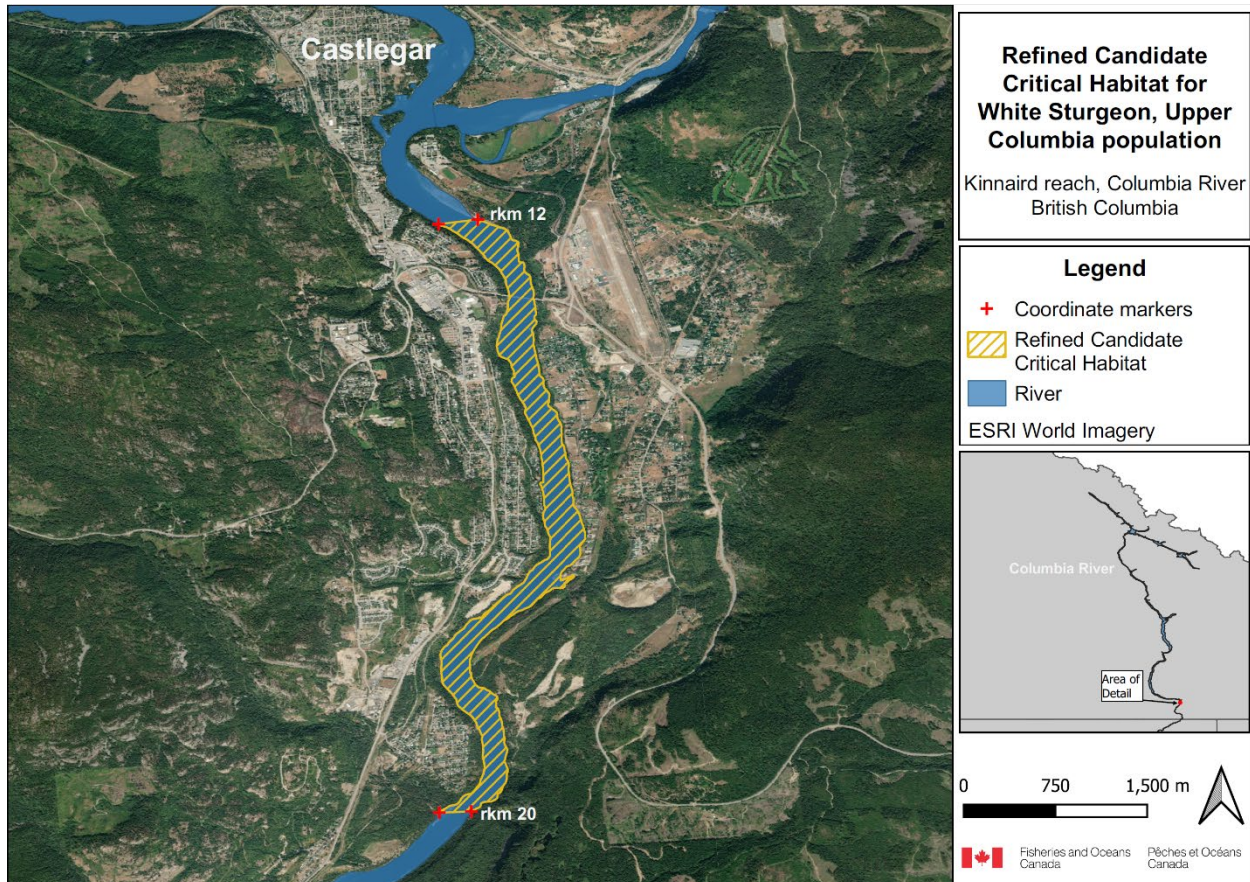 Castlegar
rkm 12
rkm 20
Refined Candidate
Critical Habitat for
White Sturgeon, Upper
Columbia population
Kinnaird reach, Columbia River
British Columbia
Legend
Coordinate markers
Refined Candidate
Critical Habitat
River
ESRI World Imagery
Columbia River
Area of
Detail
0 750 1,500 m
Fisheries and Oceans Pêches et Océans
Canada Canada